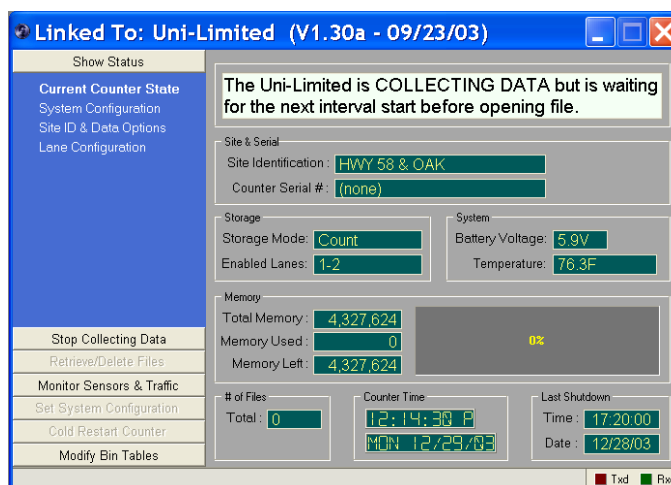 Linked To: Uni-Limited (V1.30a - 09/23/03)
Show Status
Current Counter State
System Configuration
Site ID & Data Options
Lane Configuration
Stop Collecting Data
Retrieve/Delete Files
Monitor Sensors & Traffic
Set System Configuration
Cold Restart Counter
Modify Bin Tables
The Uni-Limited is COLLECTING DATA but is waiting
for the next interval start before opening file.
Site & Serial
Site Identification : HWY 58 & OAK
Counter Serial # : (none)
Storage
Storage Mode: Count
Enabled Lanes: 1-2
System
Battery Voltage: 5.9V
Temperature: 76.3F
Memory
Total Memory : 4,327,624
Memory Used : 0
Memory Left : 4,327,624
0%
# of Files
Total : 0
Counter Time
12:14:30 P
MON 12/29/03
Last Shutdown
Time : 17:20:00
Date : 12/28/03
Txd Rx